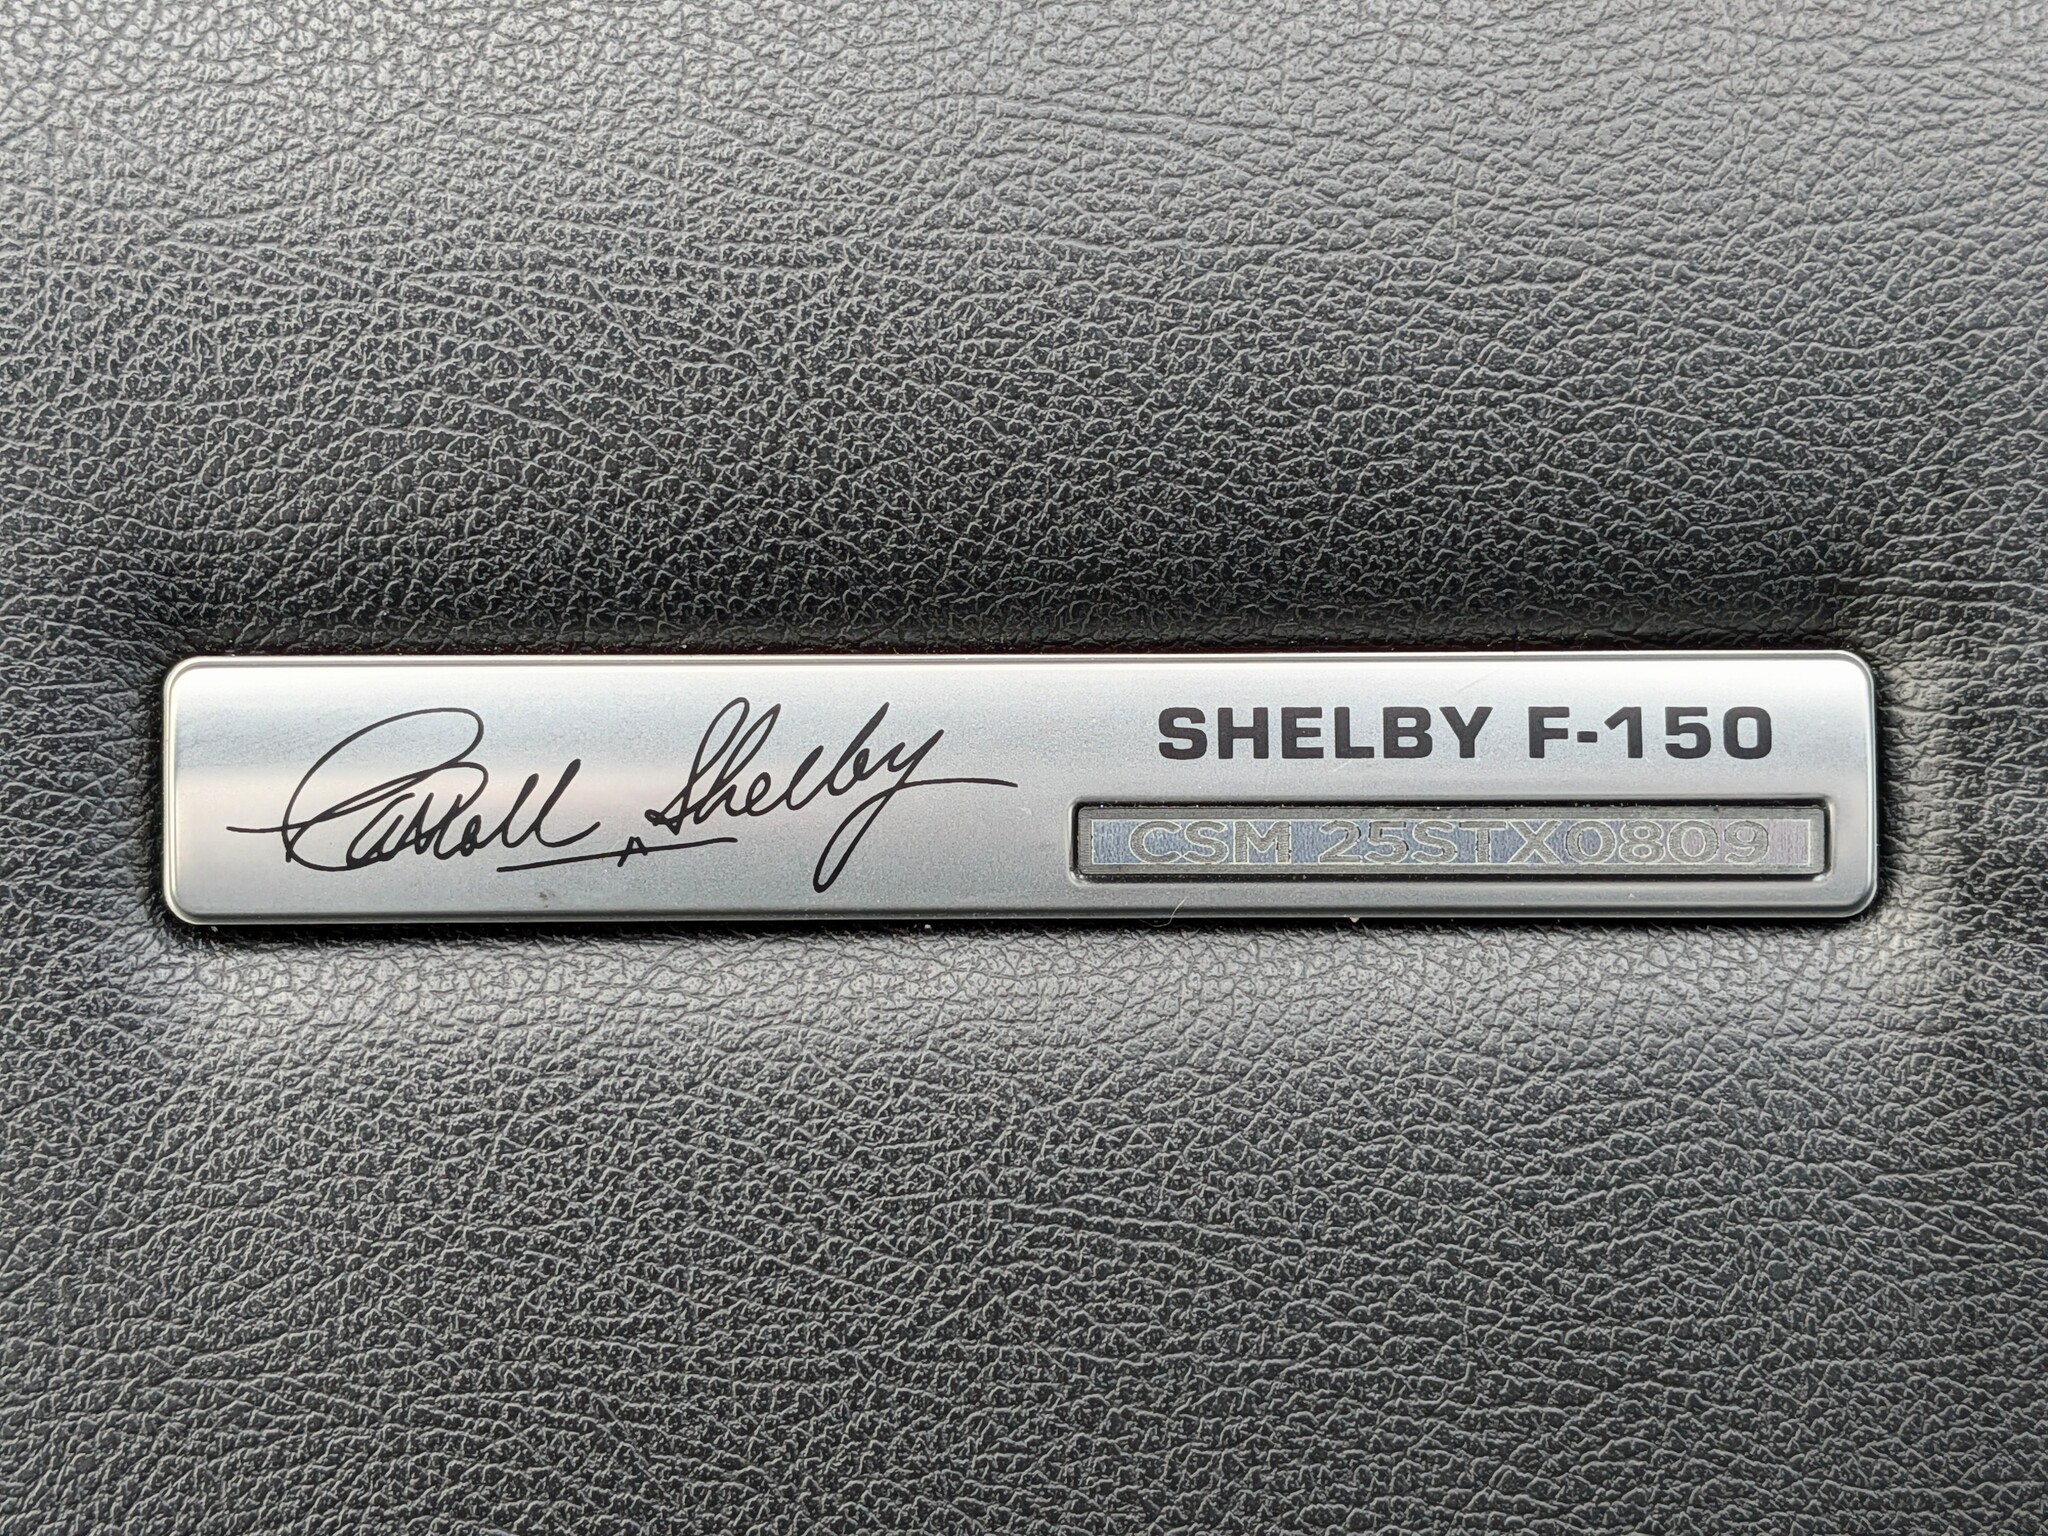 Carroll Shelby
SHELBY F-150
CSM 25STX0809